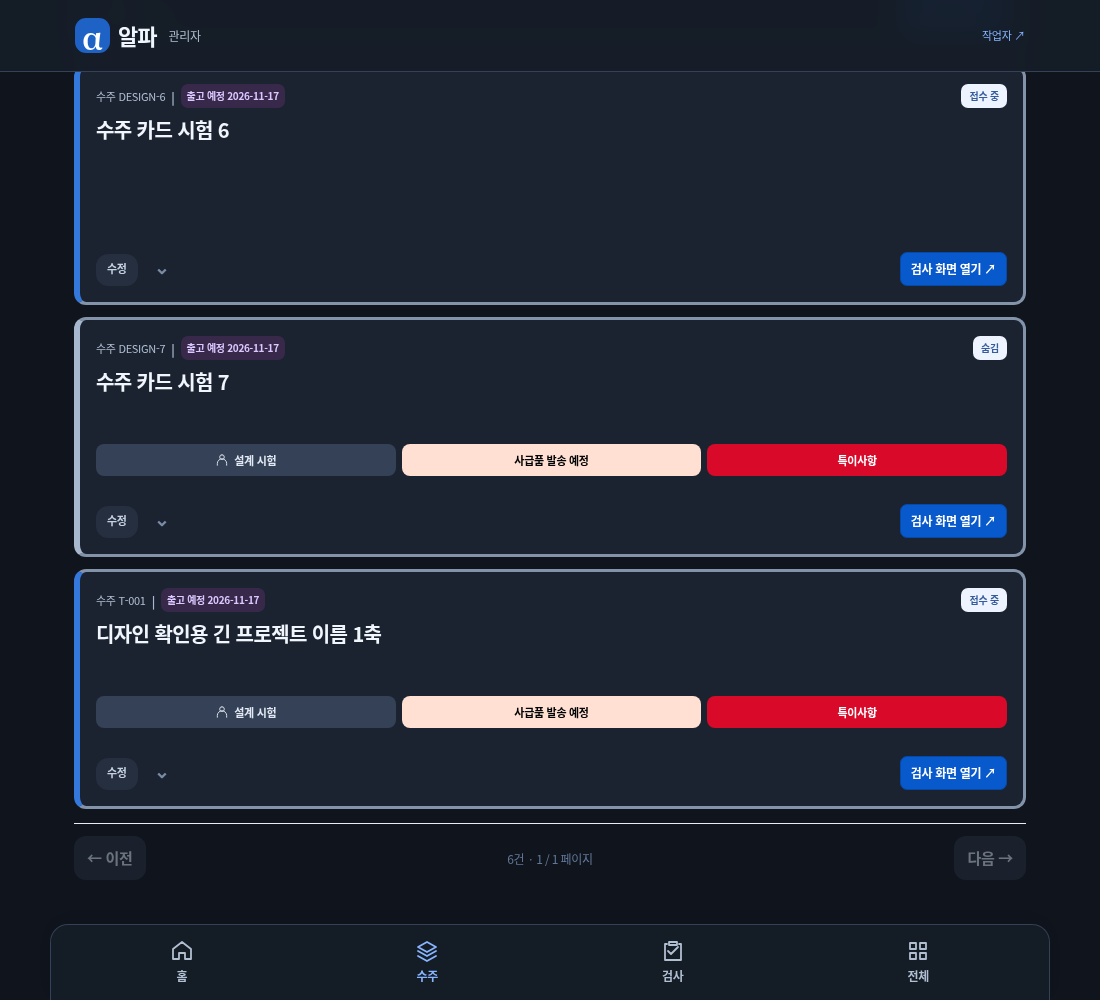 α 알파 관리자 작업자 ↗
수주 DESIGN-6 | 출고 예정 2026-11-17 접수 중
수주 카드 시험 6
수정 검사 화면 열기 ↗
수주 DESIGN-7 | 출고 예정 2026-11-17 숨김
수주 카드 시험 7
설계 시험 사급품 발송 예정 특이사항
수정 검사 화면 열기 ↗
수주 T-001 | 출고 예정 2026-11-17 접수 중
디자인 확인용 긴 프로젝트 이름 1축
설계 시험 사급품 발송 예정 특이사항
수정 검사 화면 열기 ↗
← 이전 6건 · 1 / 1 페이지 다음 →
홈 수주 검사 전체